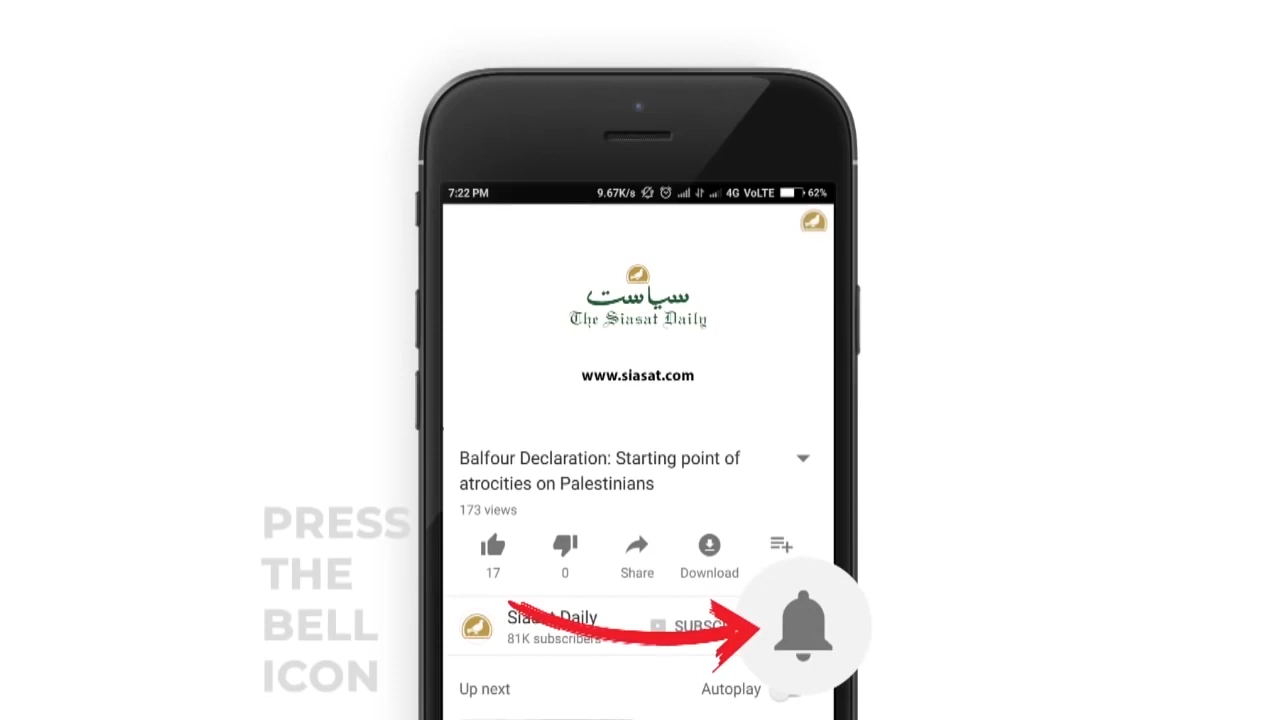 7:22 PM 9.67K/s 4G VoLTE 62%
سیاست
The Siasat Daily
www.siasat.com
Balfour Declaration: Starting point of
atrocities on Palestinians
173 views
17 0 Share Download
Siasat Daily
81K subscribers
Up next Autoplay
PRESS
THE
BELL
ICON